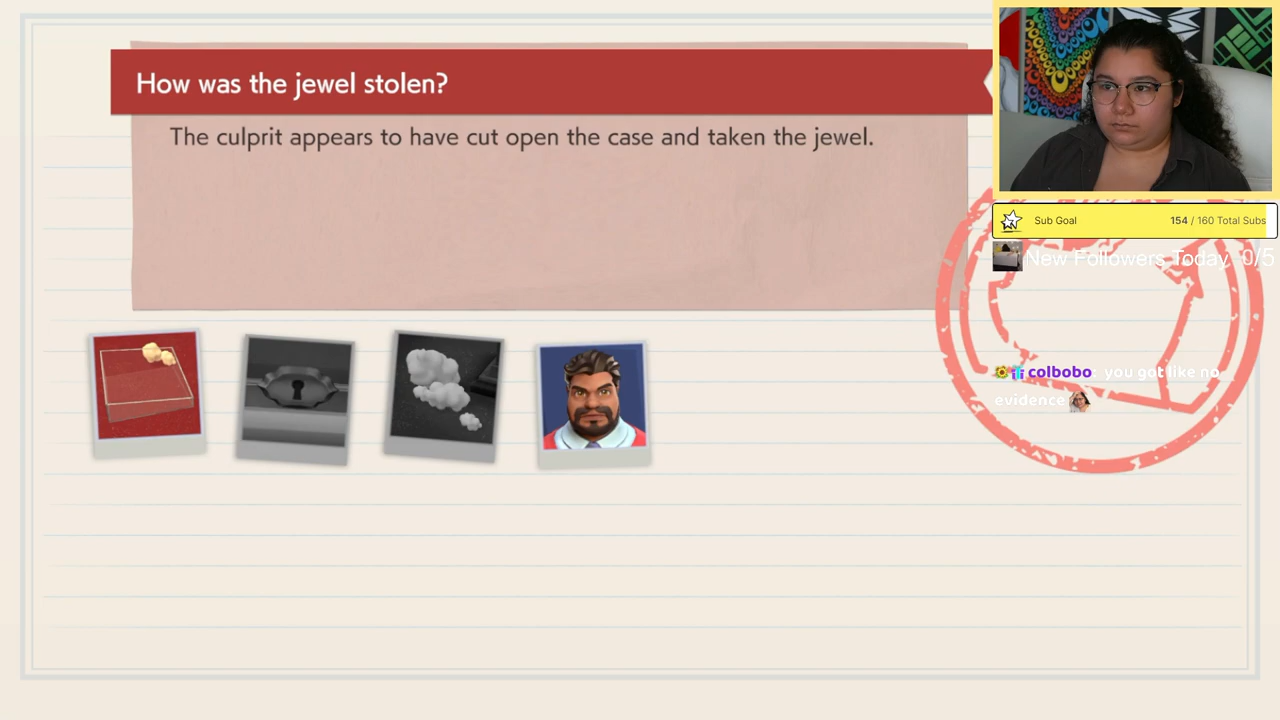 How was the jewel stolen?
The culprit appears to have cut open the case and taken the jewel.
Sub Goal 154 / 160 Total Subs
New Followers Today 0/5
colbobo: you got like no
evidence